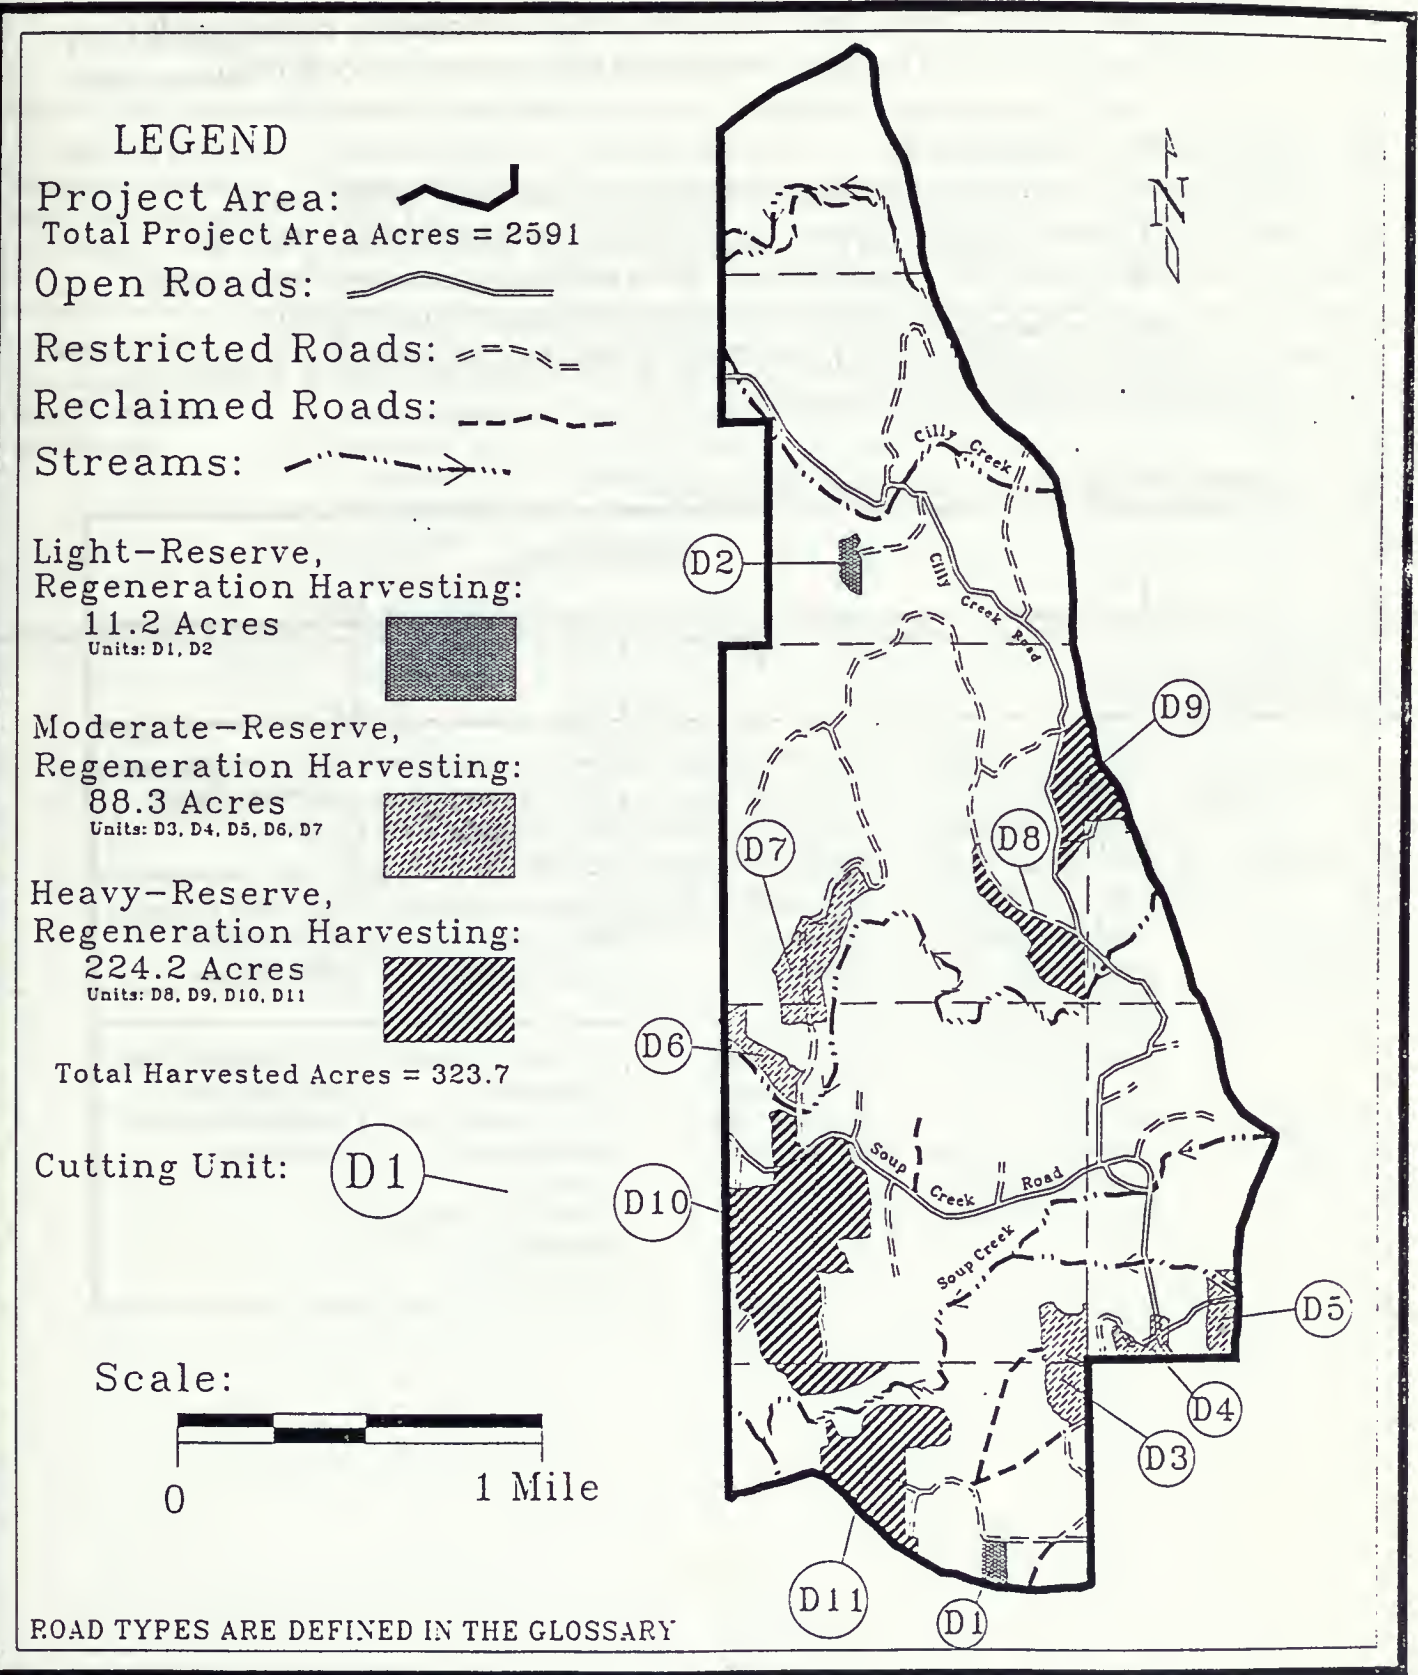 LEGEND
Project Area:
Total Project Area Acres = 2591
Open Roads:
Restricted Roads:
Reclaimed Roads:
Streams:
Light-Reserve,
Regeneration Harvesting:
11.2 Acres
Units: D1, D2
Moderate-Reserve,
Regeneration Harvesting:
88.3 Acres
Units: D3, D4, D5, D6, D7
Heavy-Reserve,
Regeneration Harvesting:
224.2 Acres
Units: D8, D9, D10, D11
Total Harvested Acres = 323.7
Cutting Unit:
D1
Scale:
0
1 Mile
ROAD TYPES ARE DEFINED IN THE GLOSSARY
N
Cilly Creek
D2
Cilly Creek Road
D9
D7
D8
D6
D10
Soup Creek Road
Soup Creek
D5
D4
D3
D11
D1